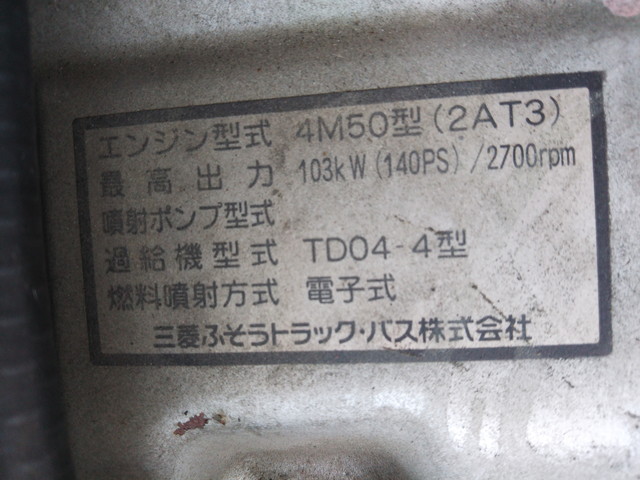 エンジン型式 4M50型(2AT3)
最高出力 103kW(140PS)/2700rpm
噴射ポンプ型式
過給機型式 TD04-4型
燃料噴射方式 電子式
三菱ふそうトラック・バス株式会社